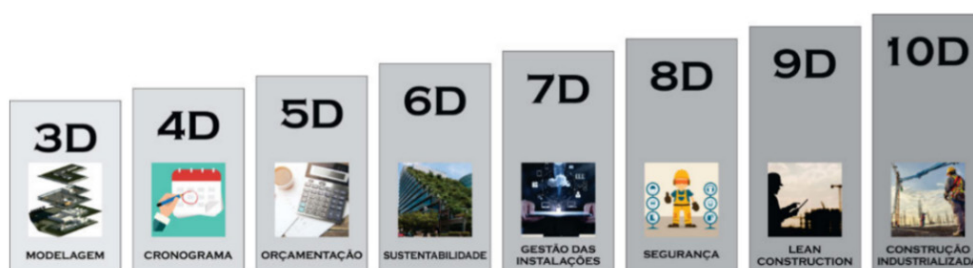 3D
MODELAGEM
4D
CRONOGRAMA
5D
ORÇAMENTAÇÃO
6D
SUSTENTABILIDADE
7D
GESTÃO DAS
INSTALAÇÕES
8D
SEGURANÇA
9D
LEAN
CONSTRUCTION
10D
CONSTRUÇÃO
INDUSTRIALIZADA